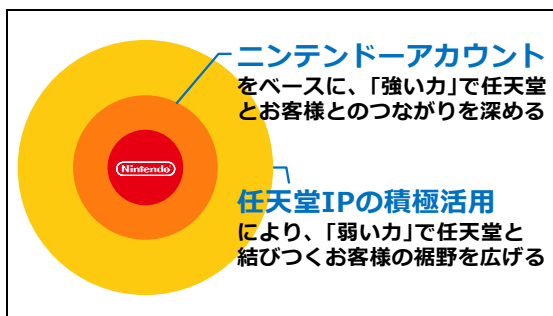 ニンテンドーアカウント
をベースに、「強い力」で任天堂
とお客様とのつながりを深める
Nintendo
任天堂IPの積極活用
により、「弱い力」で任天堂と
結びつくお客様の裾野を広げる